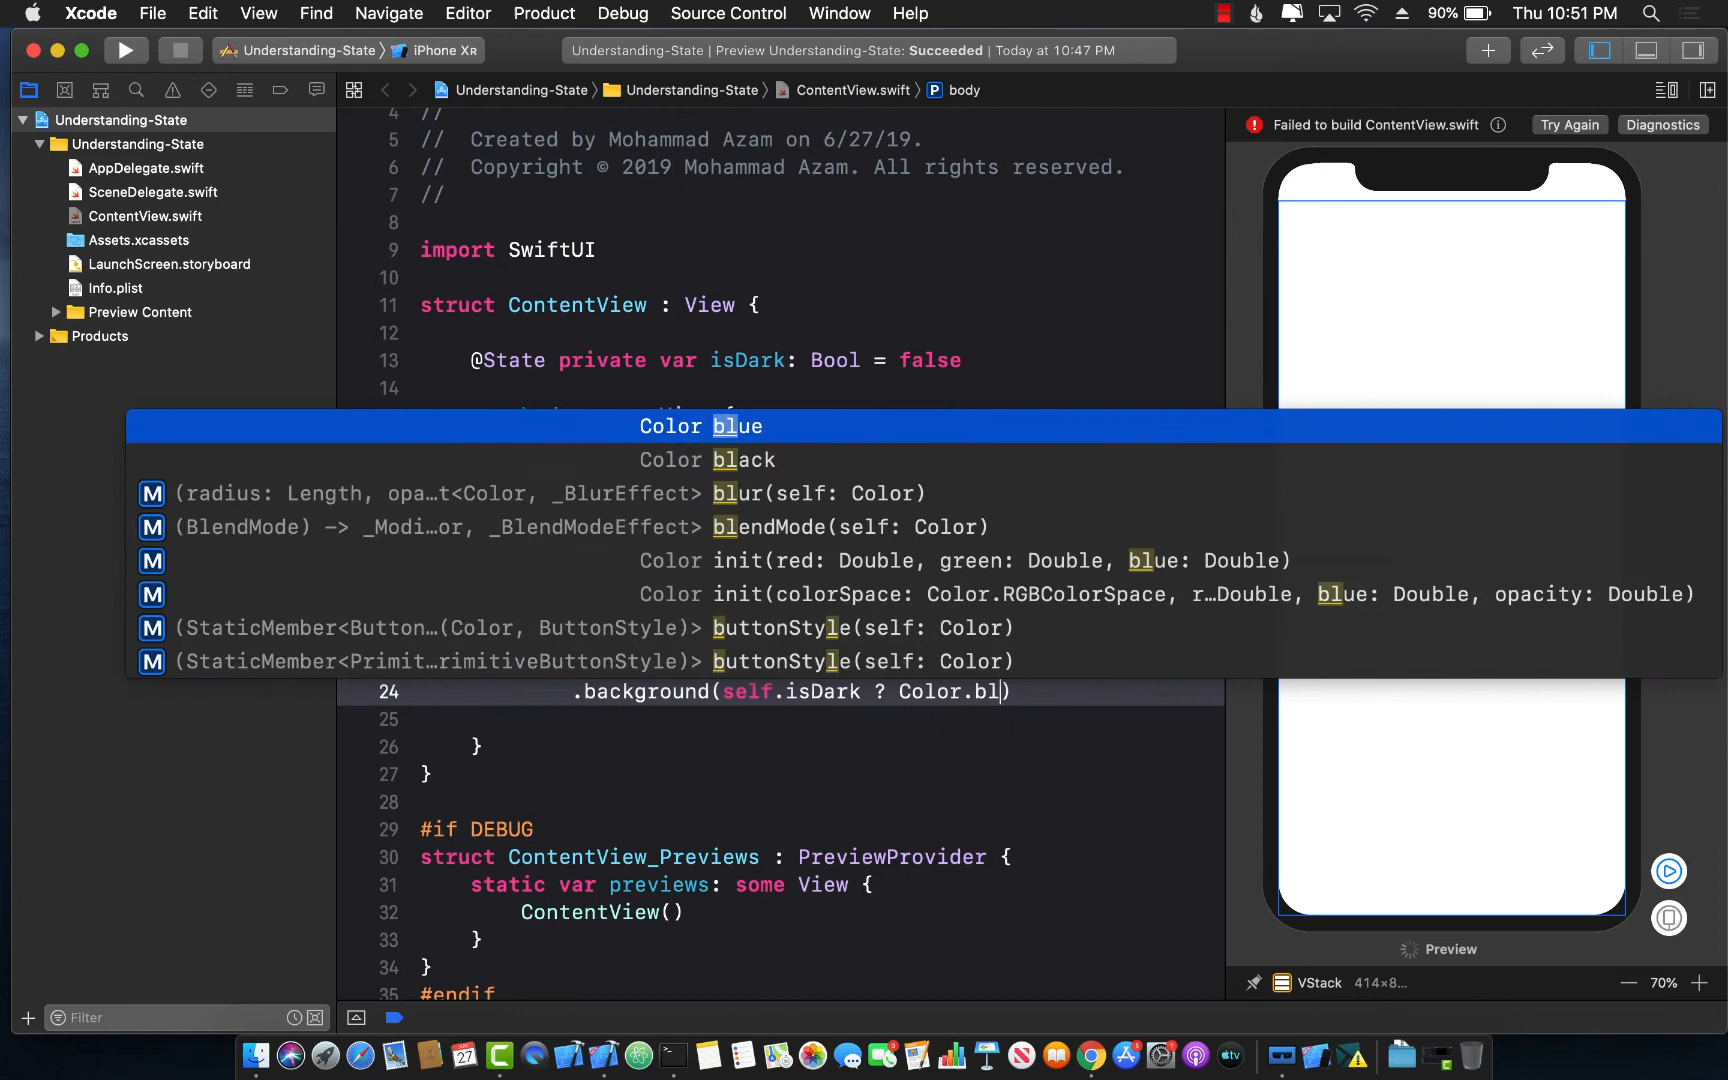 Xcode File Edit View Find Navigate Editor Product Debug Source Control Window Help 90% Thu 10:51 PM
Understanding-State iPhone XR Understanding-State | Preview Understanding-State: Succeeded | Today at 10:47 PM
Understanding-State Understanding-State ContentView.swift P body
Understanding-State
Understanding-State
AppDelegate.swift
SceneDelegate.swift
ContentView.swift
Assets.xcassets
LaunchScreen.storyboard
Info.plist
Preview Content
Products
4 //
5 // Created by Mohammad Azam on 6/27/19.
6 // Copyright © 2019 Mohammad Azam. All rights reserved.
7 //
8
9 import SwiftUI
10
11 struct ContentView : View {
12
13 @State private var isDark: Bool = false
14
Color blue
Color black
M (radius: Length, opa…t<Color, _BlurEffect> blur(self: Color)
M (BlendMode) -> _Modi…or, _BlendModeEffect> blendMode(self: Color)
M Color init(red: Double, green: Double, blue: Double)
M Color init(colorSpace: Color.RGBColorSpace, r…Double, blue: Double, opacity: Double)
M (StaticMember<Button…(Color, ButtonStyle)> buttonStyle(self: Color)
M (StaticMember<Primit…rimitiveButtonStyle)> buttonStyle(self: Color)
24 .background(self.isDark ? Color.bl)
25
26 }
27 }
28
29 #if DEBUG
30 struct ContentView_Previews : PreviewProvider {
31 static var previews: some View {
32 ContentView()
33 }
34 }
35 #endif
Failed to build ContentView.swift Try Again Diagnostics
Preview
VStack 414×8… 70%
Filter
27
3
5
1
tv